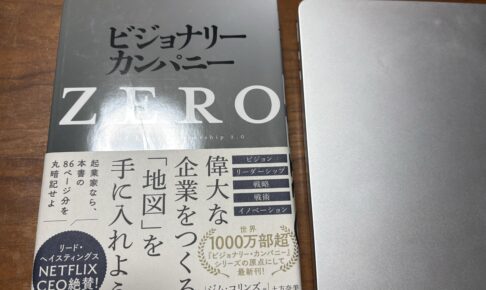 ビジョナリー
カンパニー
ZERO
偉大な
企業をつくる
「地図」を
手に入れよう
ビジョン
リーダーシップ
戦略
戦術
イノベーション
起業家なら、
本書の
86ページ分を
丸暗記せよ
リード・
ヘイスティングス
NETFLIX
CEO絶賛!
世界
1000万部超
『ビジョナリー・カンパニー』
シリーズの原点にして
最新刊!
ジム・コリンズ